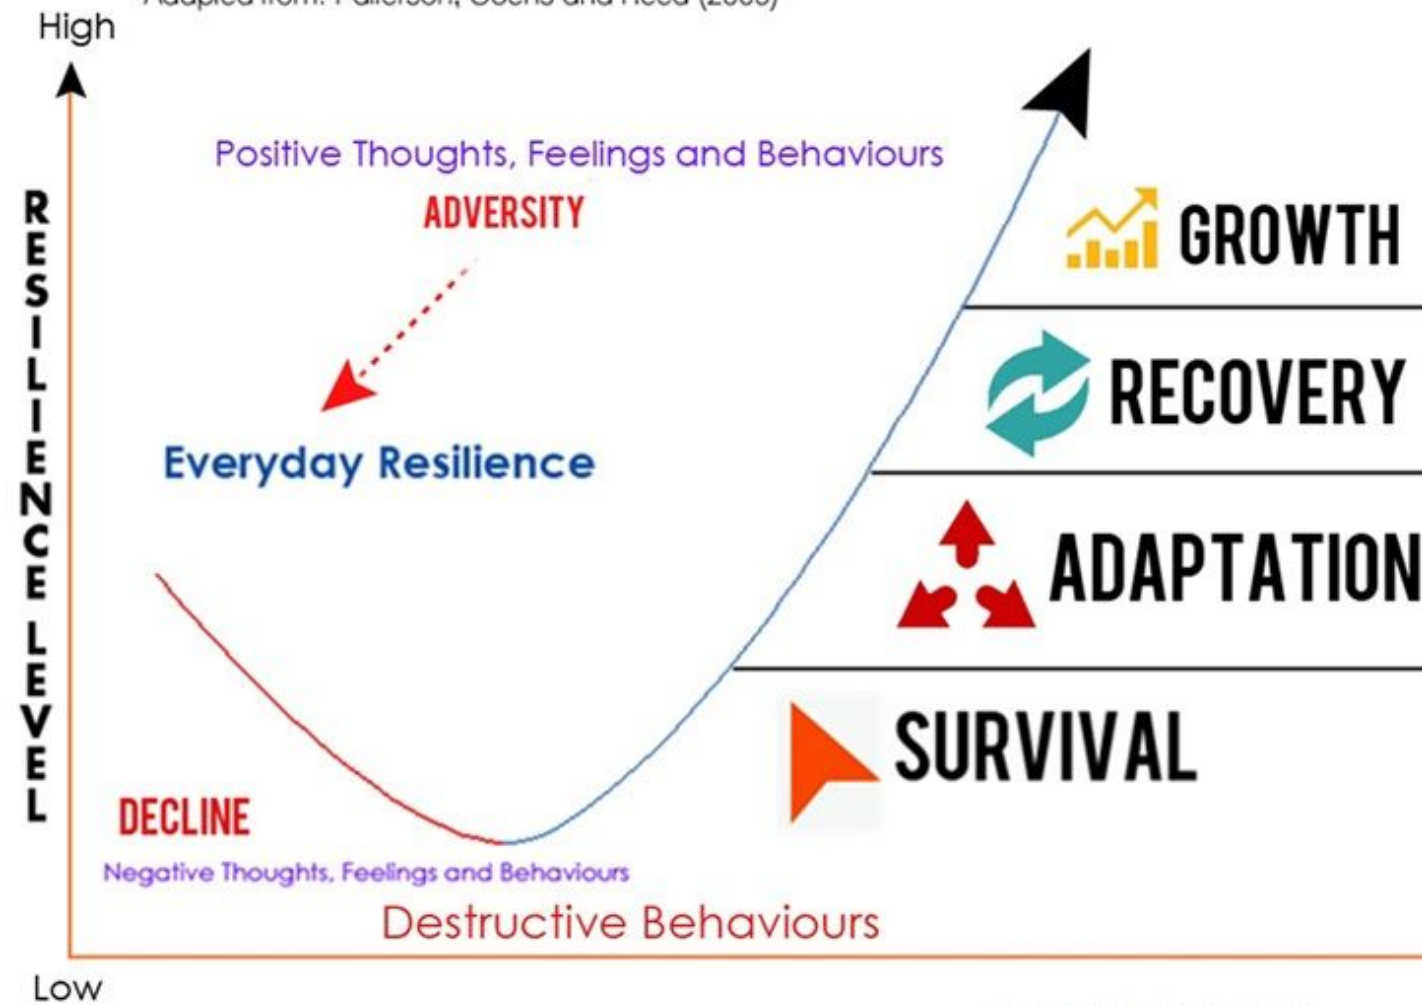 High
Positive Thoughts, Feelings and Behaviours
ADVERSITY
RESILIENCE LEVEL
GROWTH
RECOVERY
Everyday Resilience
ADAPTATION
SURVIVAL
DECLINE
Negative Thoughts, Feelings and Behaviours
Destructive Behaviours
Low